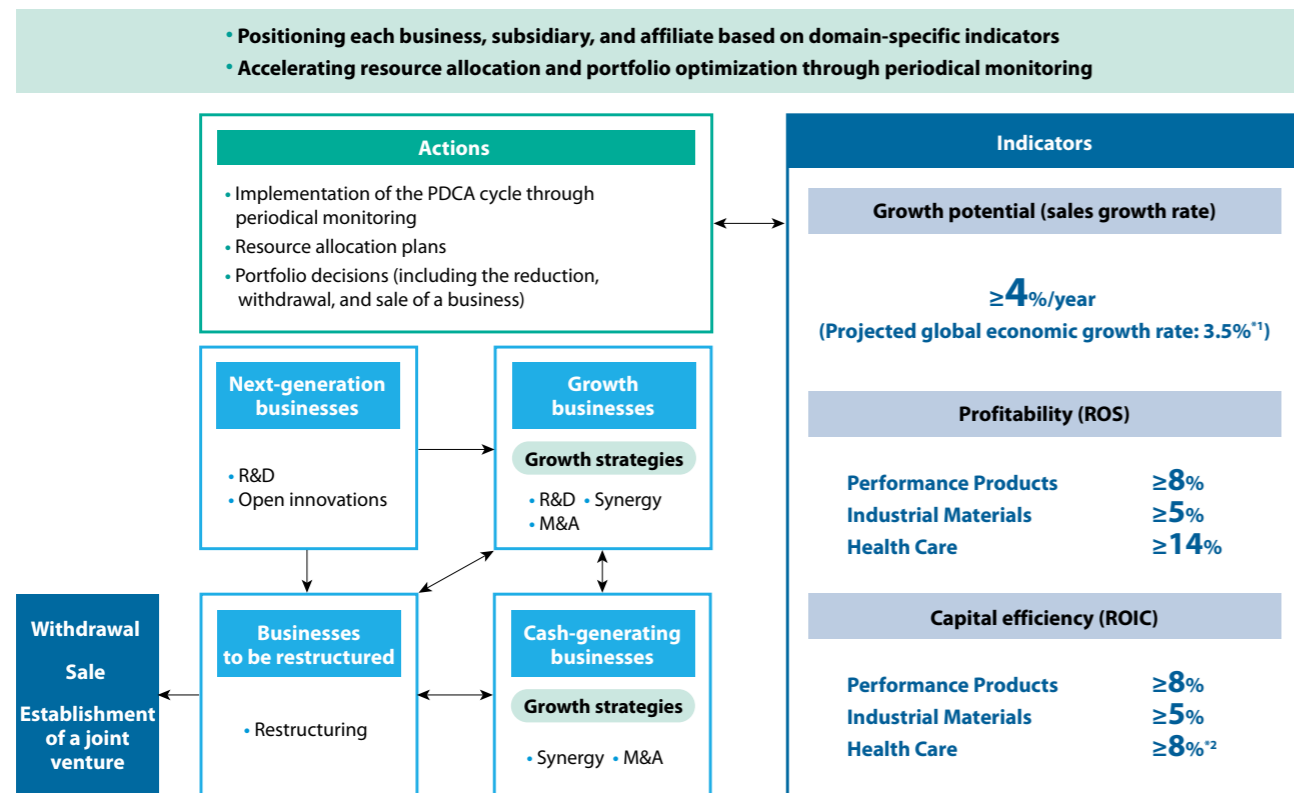 • Positioning each business, subsidiary, and affiliate based on domain-specific indicators
• Accelerating resource allocation and portfolio optimization through periodical monitoring
Actions
• Implementation of the PDCA cycle through
periodical monitoring
• Resource allocation plans
• Portfolio decisions (including the reduction,
withdrawal, and sale of a business)
Next-generation
businesses
• R&D
• Open innovations
Growth
businesses
Growth strategies
• R&D • Synergy
• M&A
Withdrawal
Sale
Establishment
of a joint
venture
Businesses
to be restructured
• Restructuring
Cash-generating
businesses
Growth strategies
• Synergy • M&A
Indicators
Growth potential (sales growth rate)
≥4%/year
(Projected global economic growth rate: 3.5%*1)
Profitability (ROS)
Performance Products ≥8%
Industrial Materials ≥5%
Health Care ≥14%
Capital efficiency (ROIC)
Performance Products ≥8%
Industrial Materials ≥5%
Health Care ≥8%*2